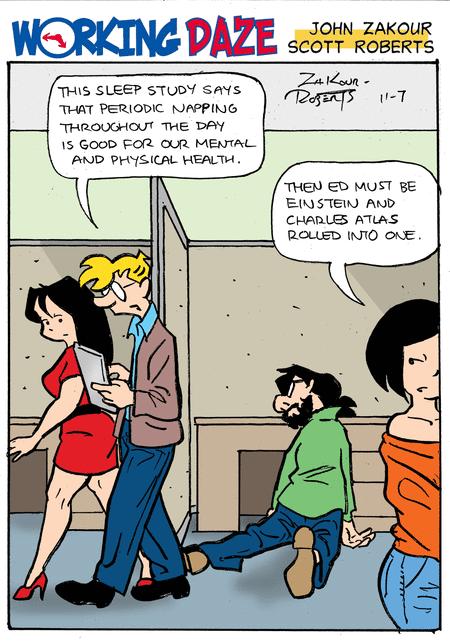 WORKING DAZE
JOHN ZAKOUR
SCOTT ROBERTS
THIS SLEEP STUDY SAYS
THAT PERIODIC NAPPING
THROUGHOUT THE DAY
IS GOOD FOR OUR MENTAL
AND PHYSICAL HEALTH.
ZAKOUR-
ROBERTS 11-7
THEN ED MUST BE
EINSTEIN AND
CHARLES ATLAS
ROLLED INTO ONE.